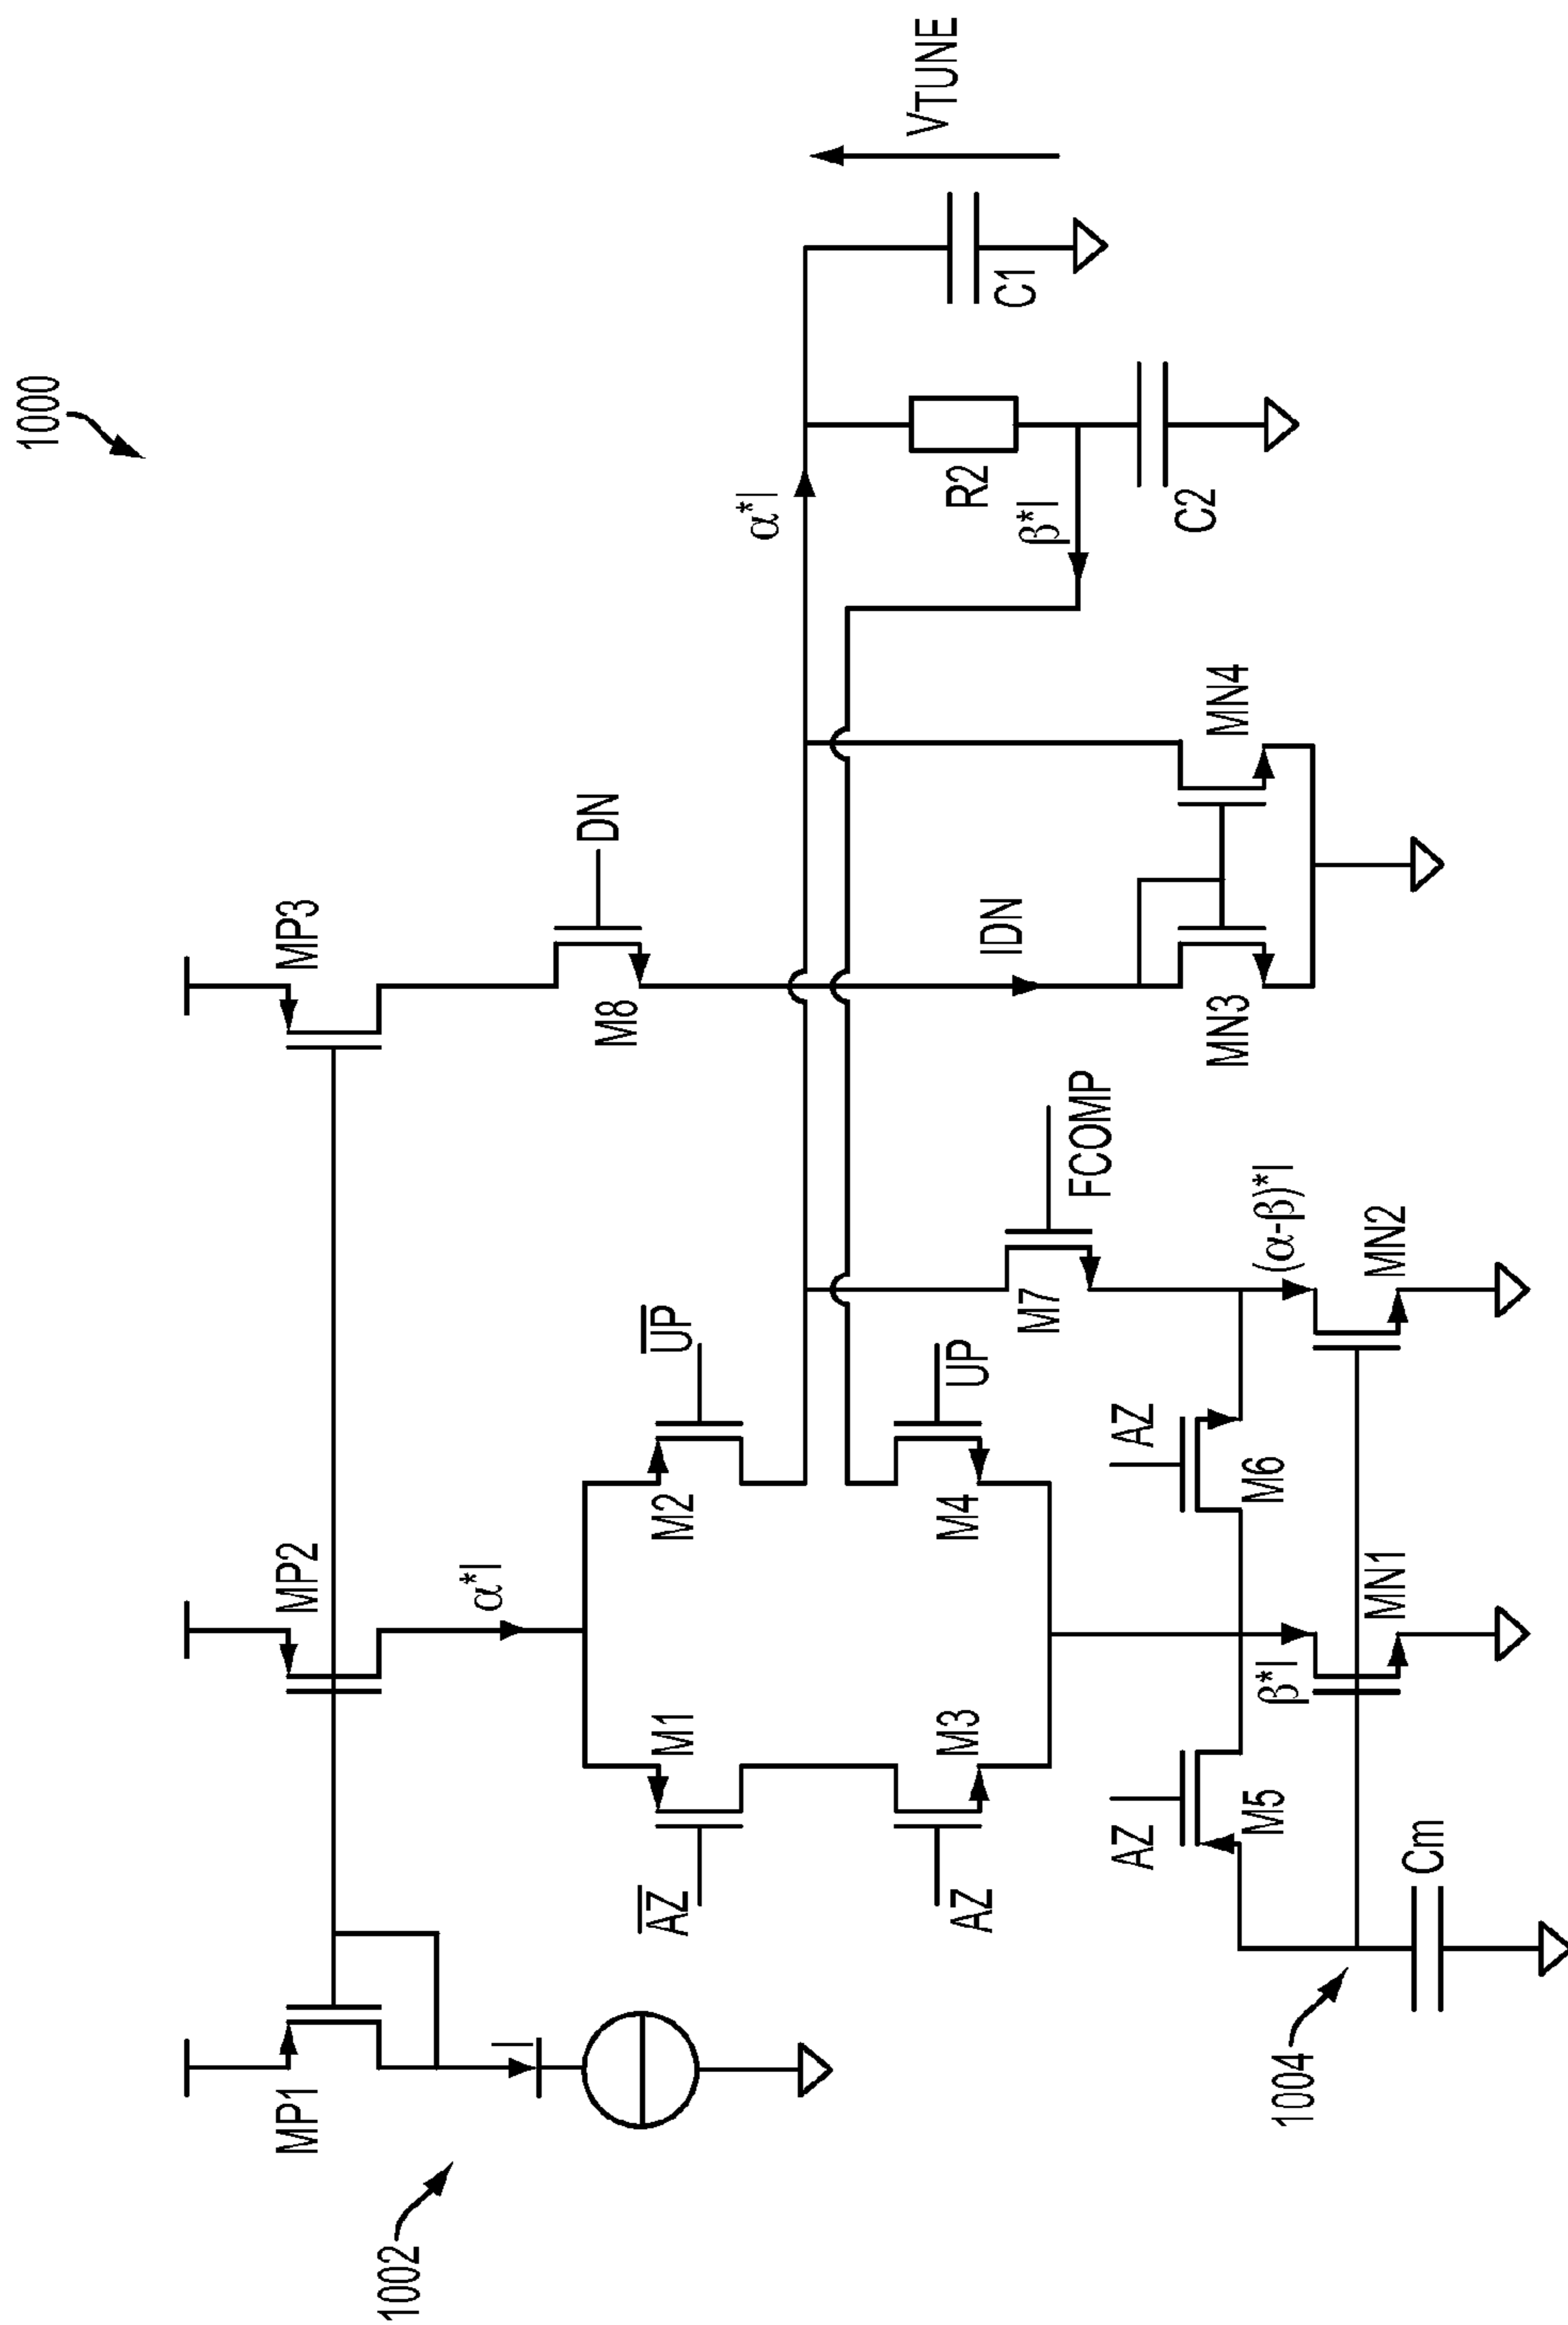 1000
1002
MP1
I
MP2
MP3
α*I
M1
A̅Z̅
M2
U̅P̅
M3
AZ
M4
UP
M8
DN
α*I
VTUNE
R2
β*I
C1
C2
IDN
MN3
MN4
M7
FCOMP
AZ
M5
AZ
M6
β*I
MN1
(α-β)*I
MN2
Cm
1004